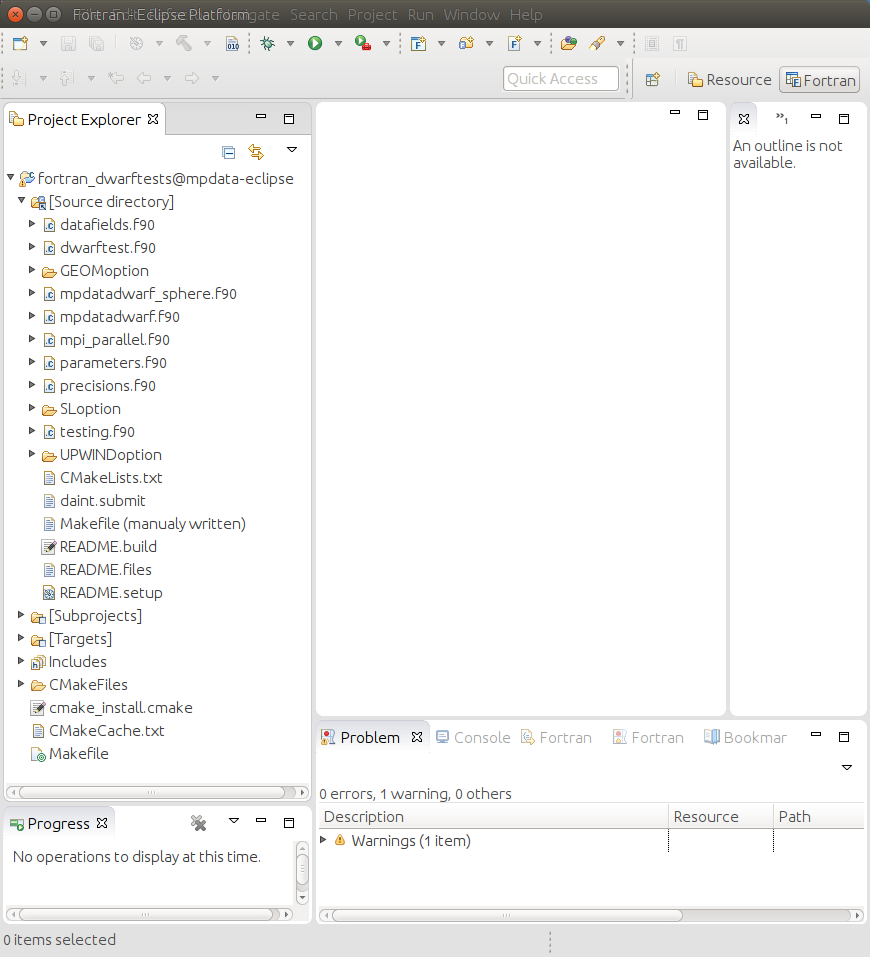 Fortran - Eclipse Platform
Search Project Run Window Help
Quick Access
Resource
Fortran
Project Explorer
»1
An outline is not
available.
fortran_dwarftests@mpdata-eclipse
[Source directory]
datafields.f90
dwarftest.f90
GEOMoption
mpdatadwarf_sphere.f90
mpdatadwarf.f90
mpi_parallel.f90
parameters.f90
precisions.f90
SLoption
testing.f90
UPWINDoption
CMakeLists.txt
daint.submit
Makefile (manualy written)
README.build
README.files
README.setup
[Subprojects]
[Targets]
Includes
CMakeFiles
cmake_install.cmake
CMakeCache.txt
Makefile
Problem
Console
Fortran
Fortran
Bookmar
0 errors, 1 warning, 0 others
Description Resource Path
Warnings (1 item)
Progress
No operations to display at this time.
0 items selected